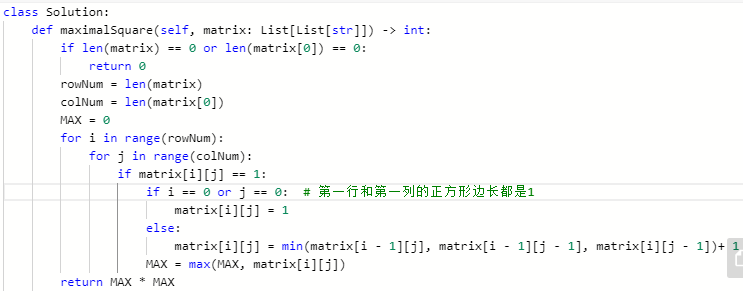 class Solution:
    def maximalSquare(self, matrix: List[List[str]]) -> int:
        if len(matrix) == 0 or len(matrix[0]) == 0:
            return 0
        rowNum = len(matrix)
        colNum = len(matrix[0])
        MAX = 0
        for i in range(rowNum):
            for j in range(colNum):
                if matrix[i][j] == 1:
                    if i == 0 or j == 0:  # 第一行和第一列的正方形边长都是1
                        matrix[i][j] = 1
                    else:
                        matrix[i][j] = min(matrix[i - 1][j], matrix[i - 1][j - 1], matrix[i][j - 1])+ 1
                    MAX = max(MAX, matrix[i][j])
        return MAX * MAX